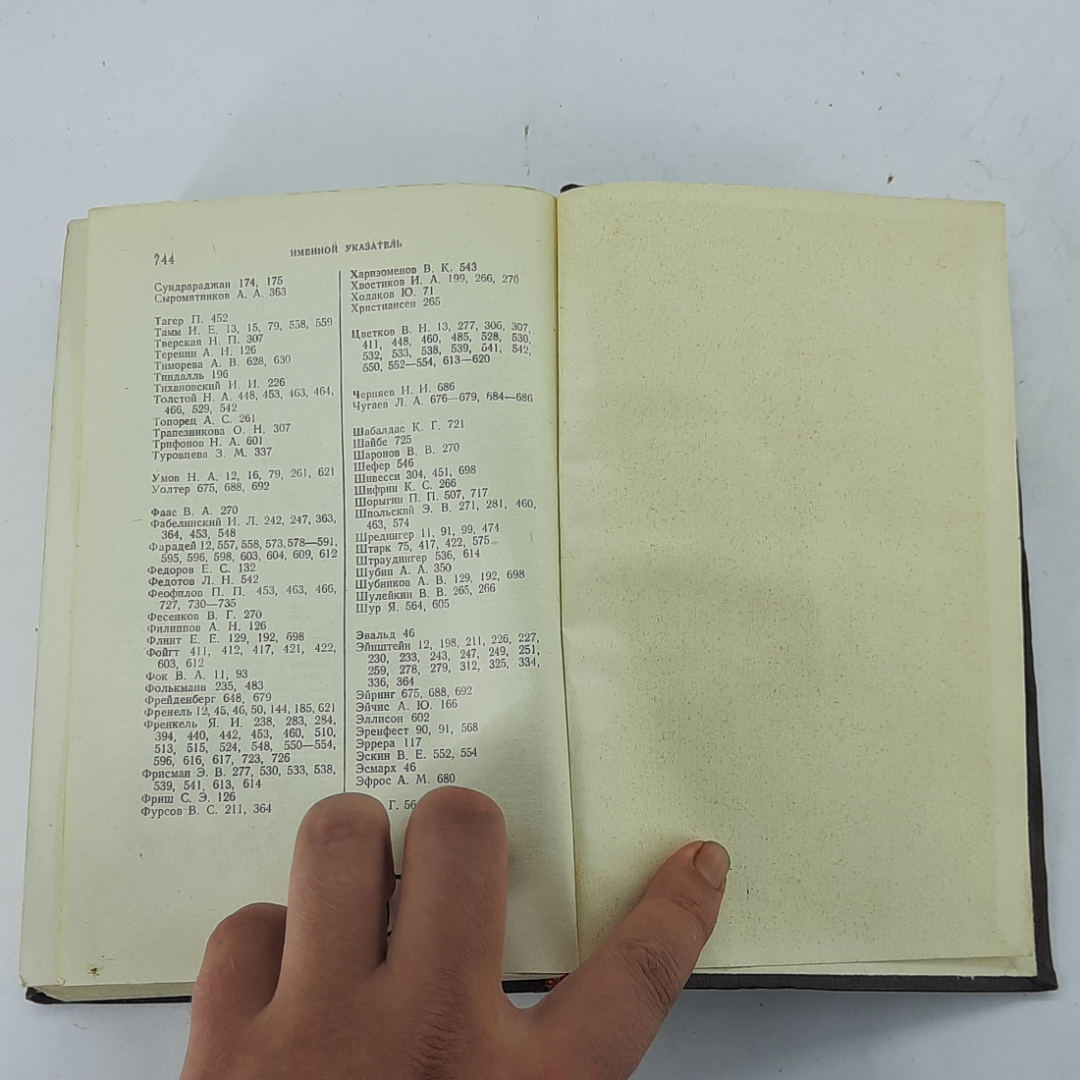 744
ИМЕННОЙ УКАЗАТЕЛЬ
Сундрараджан 174, 175
Сыромятников А. А. 363
Тагер П. 452
Тамм И. Е. 13, 15, 79, 558, 559
Тверская Н. П. 307
Теренин А. Н. 126
Тиморева А. В. 628, 630
Тиндалль 196
Тихановский И. И. 226
Толстой Н. А. 448, 453, 463, 464,
466, 529, 542
Топорец А. С. 261
Трапезникова О. Н. 307
Трифонов Н. А. 601
Туровцева З. М. 337
Умов Н. А. 12, 16, 79, 261, 621
Уолтер 675, 688, 692
Фаас В. А. 270
Фабелинский И. Л. 242, 247, 363,
364, 453, 548
Фарадей 12, 557, 558, 573, 578—591,
595, 596, 598, 603, 604, 609, 612
Федоров Е. С. 132
Федотов Л. Н. 542
Феофилов П. П. 453, 463, 466,
727, 730—735
Фесенков В. Г. 270
Филиппов А. Н. 126
Флинт Е. Е. 129, 192, 698
Фойгт 411, 412, 417, 421, 422,
603, 612
Фок В. А. 11, 93
Фолькманн 235, 483
Фрейденберг 648, 679
Френель 12, 45, 46, 50, 144, 185, 621
Френкель Я. И. 238, 283, 284,
394, 440, 442, 453, 460, 510,
513, 515, 524, 548, 550—554,
596, 616, 617, 723, 726
Фрисман Э. В. 277, 530, 533, 538,
539, 541, 613, 614
Фриш С. Э. 126
Фурсов В. С. 211, 364
Харизоменов В. К. 543
Хвостиков И. А. 199, 266, 270
Ходаков Ю. 71
Христиансен 265
Цветков В. Н. 13, 277, 306, 307,
411, 448, 460, 485, 528, 530,
532, 533, 538, 539, 541, 542,
550, 552—554, 613—620
Черняев И. И. 686
Чугаев Л. А. 676—679, 684—686
Шабалдас К. Г. 721
Шайбе 725
Шаронов В. В. 270
Шефер 546
Шивесси 304, 451, 698
Шифрин К. С. 266
Шорыгин П. П. 507, 717
Шпольский Э. В. 271, 281, 460,
463, 574
Шредингер 11, 91, 99, 474
Штарк 75, 417, 422, 575
Штраудингер 536, 614
Шубин А. А. 350
Шубников А. В. 129, 192, 698
Шулейкин В. В. 265, 266
Шур Я. 564, 605
Эвальд 46
Эйнштейн 12, 198, 211, 226, 227,
230, 233, 243, 247, 249, 251,
259, 278, 279, 312, 325, 334,
336, 364
Эйринг 675, 688, 692
Эйчис А. Ю. 166
Эллисон 602
Эренфест 90, 91, 568
Эррера 117
Эскин В. Е. 552, 554
Эсмарх 46
Эфрос А. М. 680
Г. 56